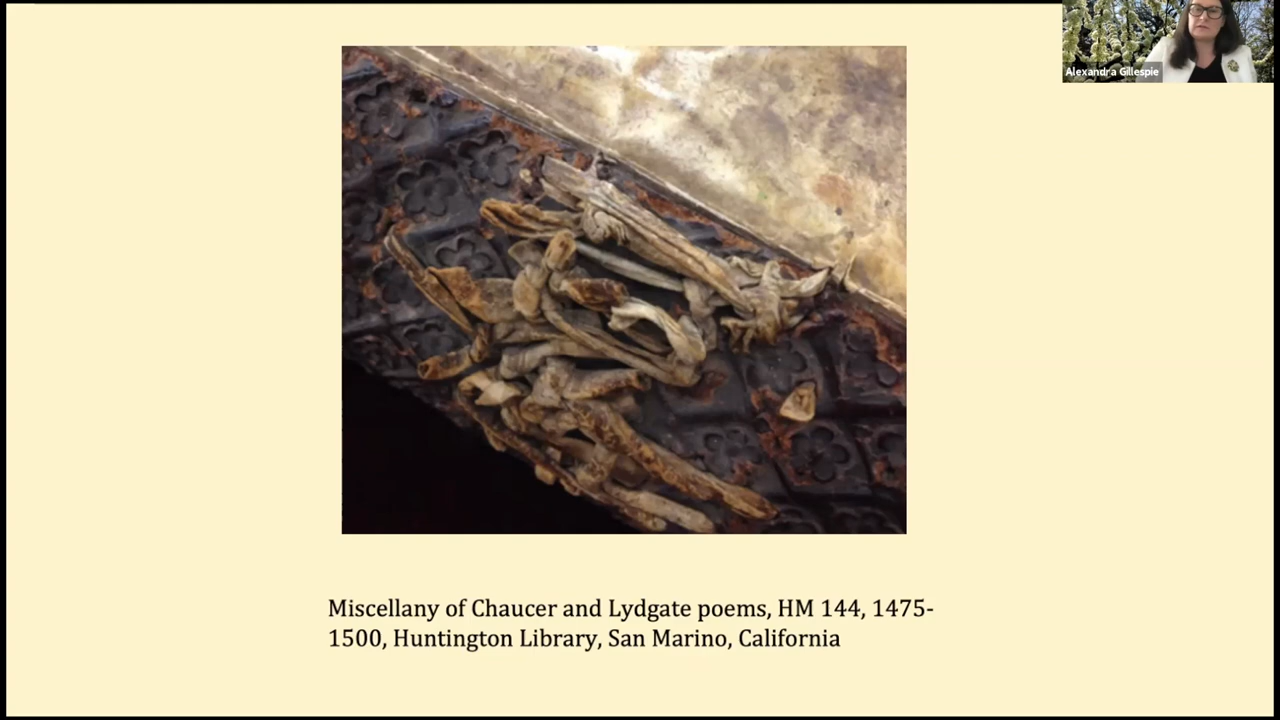 Alexandra Gillespie
Miscellany of Chaucer and Lydgate poems, HM 144, 1475-
1500, Huntington Library, San Marino, California